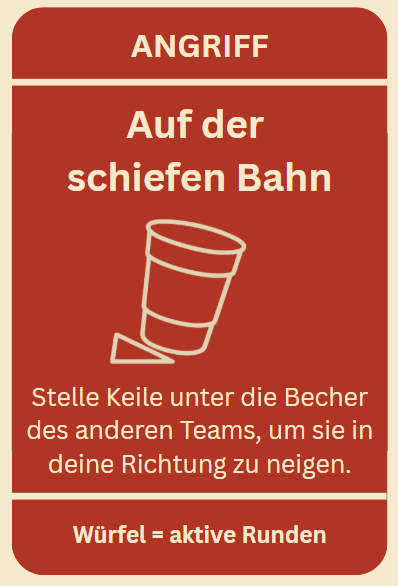 ANGRIFF
Auf der
schiefen Bahn
Stelle Keile unter die Becher
des anderen Teams, um sie in
deine Richtung zu neigen.
Würfel = aktive Runden